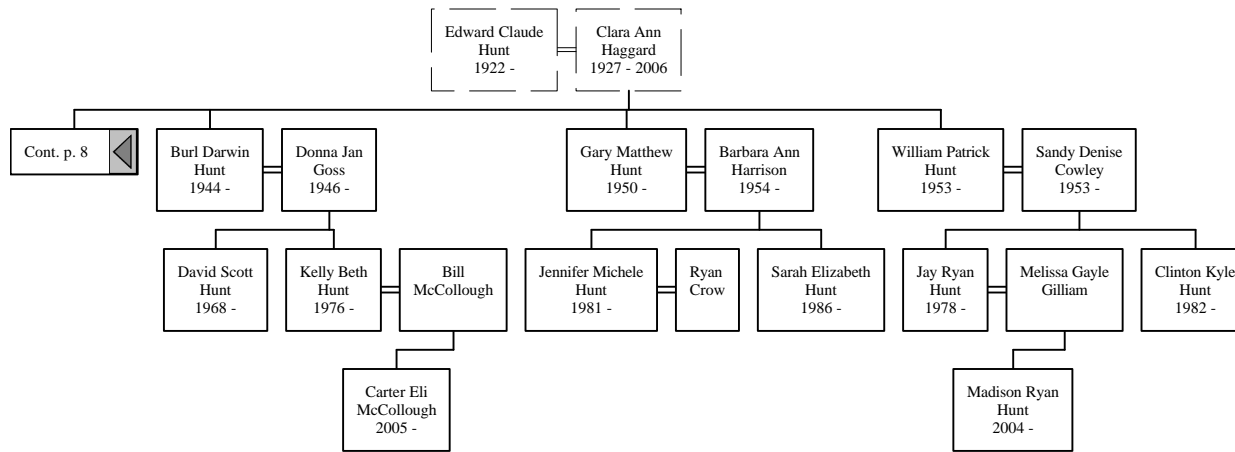 Edward Claude
Hunt
1922 -
Clara Ann
Haggard
1927 - 2006
Cont. p. 8
Burl Darwin
Hunt
1944 -
Donna Jan
Goss
1946 -
Gary Matthew
Hunt
1950 -
Barbara Ann
Harrison
1954 -
William Patrick
Hunt
1953 -
Sandy Denise
Cowley
1953 -
David Scott
Hunt
1968 -
Kelly Beth
Hunt
1976 -
Bill
McCollough
Jennifer Michele
Hunt
1981 -
Ryan
Crow
Sarah Elizabeth
Hunt
1986 -
Jay Ryan
Hunt
1978 -
Melissa Gayle
Gilliam
Clinton Kyle
Hunt
1982 -
Carter Eli
McCollough
2005 -
Madison Ryan
Hunt
2004 -